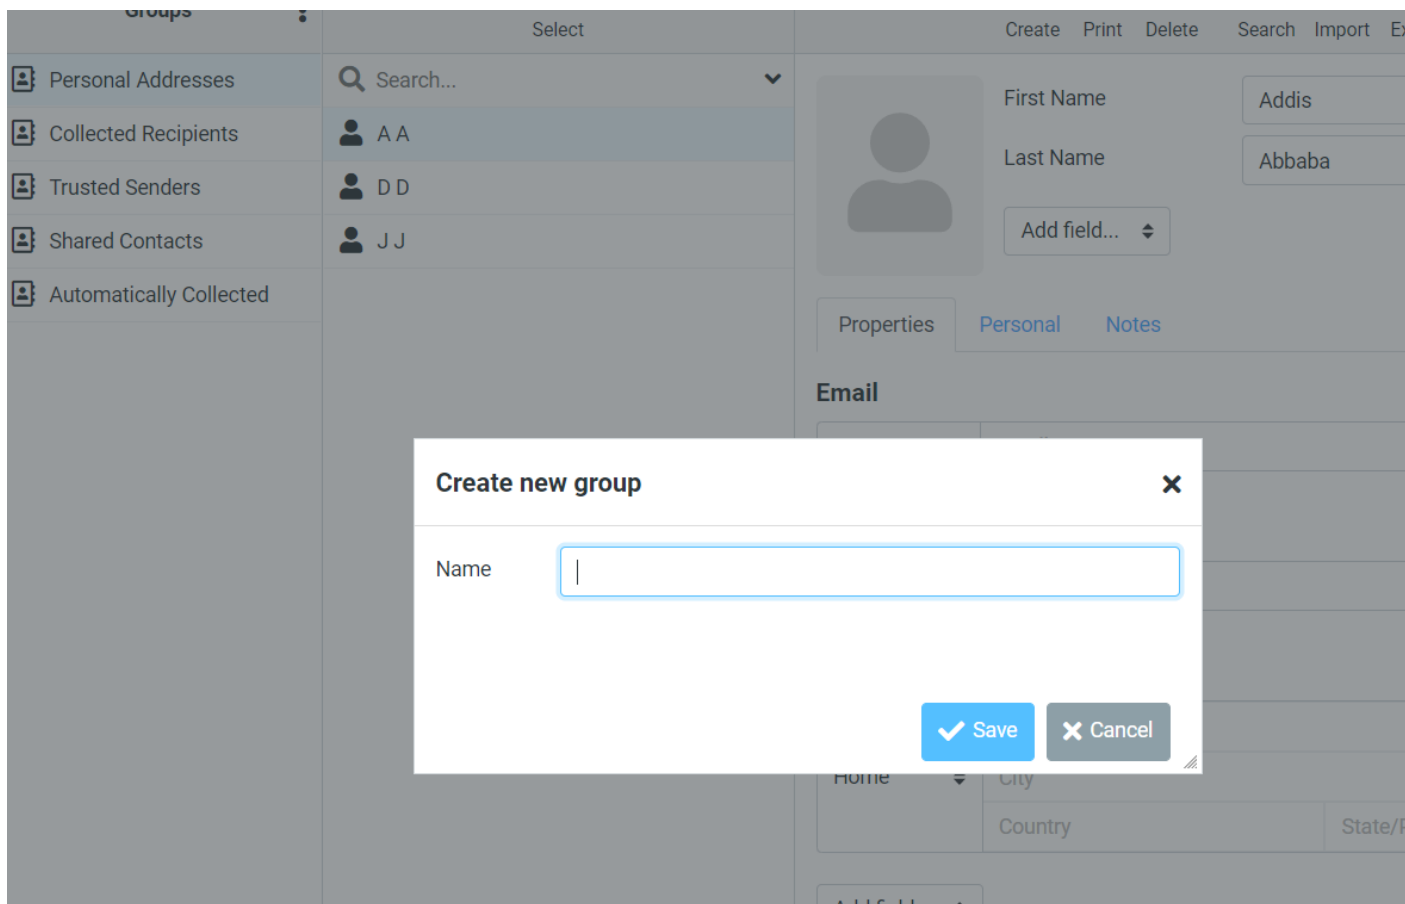 Groups
Select
Create Print Delete Search Import
Personal Addresses
Collected Recipients
Trusted Senders
Shared Contacts
Automatically Collected
Search...
A A
D D
J J
First Name Addis
Last Name Abbaba
Add field...
Properties Personal Notes
Email
Create new group
Name
Save Cancel
Home City
Country